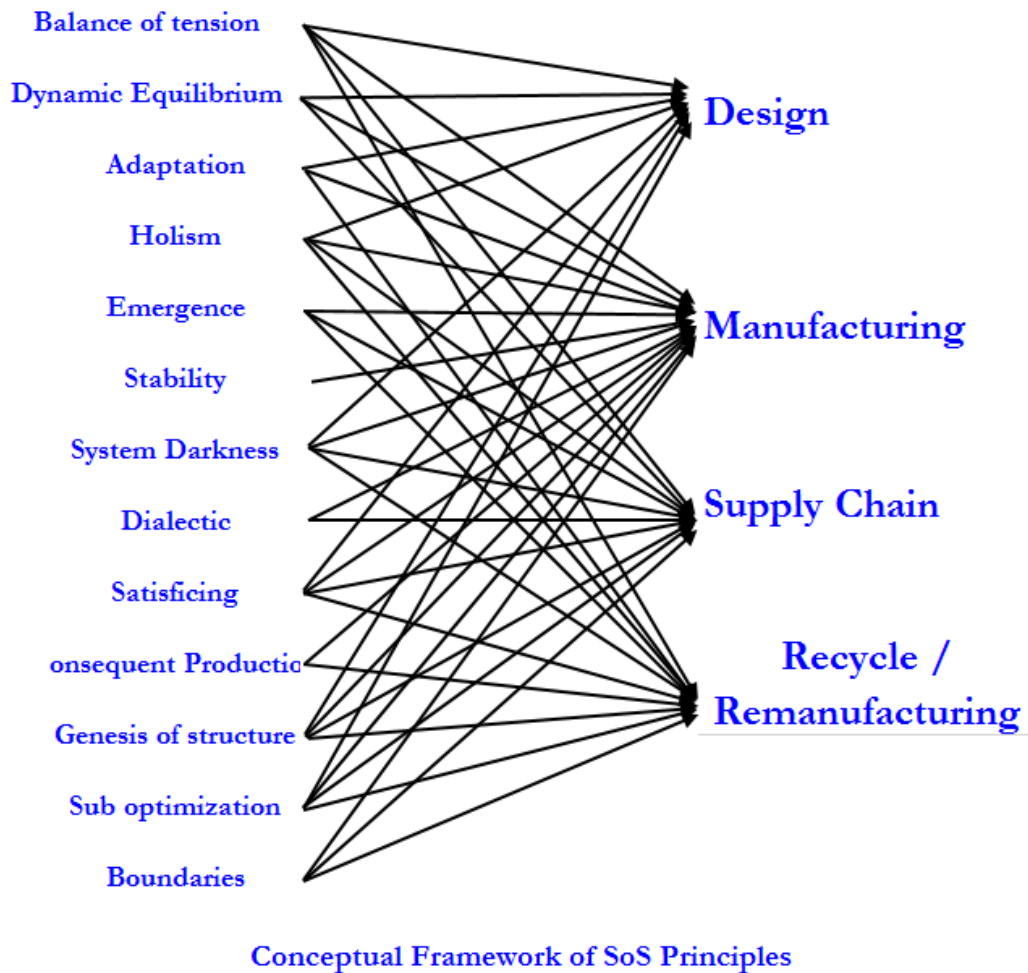 Balance of tension
Dynamic Equilibrium
Adaptation
Holism
Emergence
Stability
System Darkness
Dialectic
Satisficing
onsequent Productio
Genesis of structure
Sub optimization
Boundaries
Design
Manufacturing
Supply Chain
Recycle /
Remanufacturing
Conceptual Framework of SoS Principles